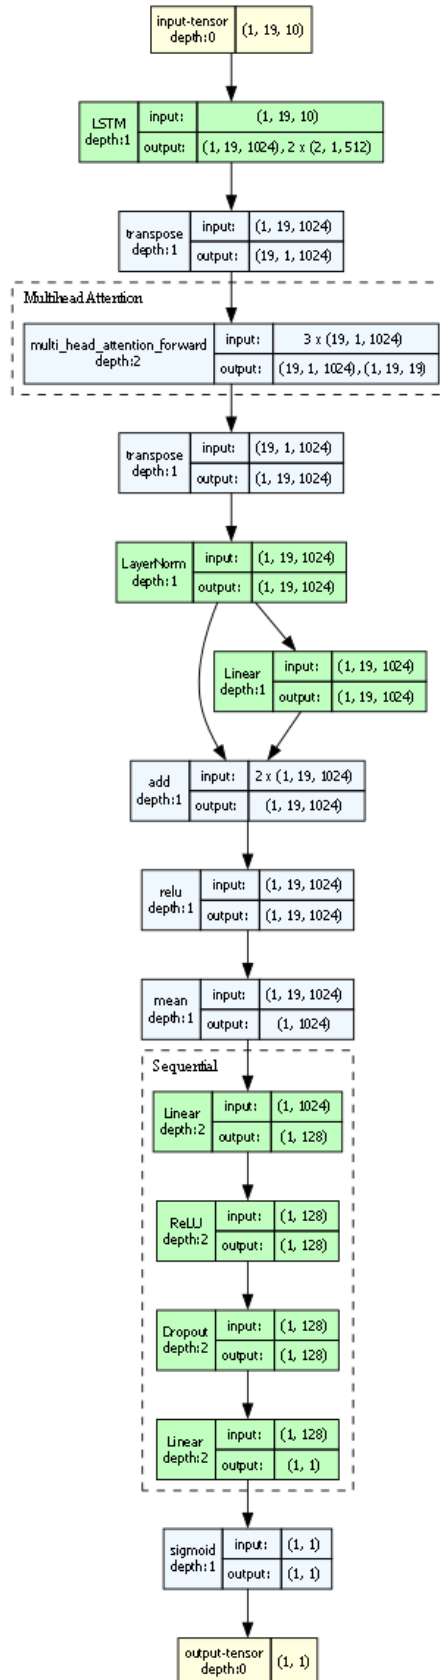 input-tensor
depth:0
(1, 19, 10)
LSTM
depth:1
input:
(1, 19, 10)
output:
(1, 19, 1024), 2 x (2, 1, 512)
transpose
depth:1
input:
(1, 19, 1024)
output:
(19, 1, 1024)
Multihead Attention
multi_head_attention_forward
depth:2
input:
3 x (19, 1, 1024)
output:
(19, 1, 1024), (1, 19, 19)
transpose
depth:1
input:
(19, 1, 1024)
output:
(1, 19, 1024)
LayerNorm
depth:1
input:
(1, 19, 1024)
output:
(1, 19, 1024)
Linear
depth:1
input:
(1, 19, 1024)
output:
(1, 19, 1024)
add
depth:1
input:
2 x (1, 19, 1024)
output:
(1, 19, 1024)
relu
depth:1
input:
(1, 19, 1024)
output:
(1, 19, 1024)
mean
depth:1
input:
(1, 19, 1024)
output:
(1, 1024)
Sequential
Linear
depth:2
input:
(1, 1024)
output:
(1, 128)
ReLU
depth:2
input:
(1, 128)
output:
(1, 128)
Dropout
depth:2
input:
(1, 128)
output:
(1, 128)
Linear
depth:2
input:
(1, 128)
output:
(1, 1)
sigmoid
depth:1
input:
(1, 1)
output:
(1, 1)
output-tensor
depth:0
(1, 1)